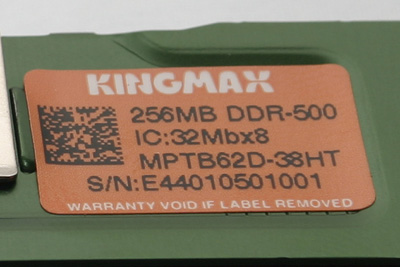 KINGMAX
256MB DDR-500
IC:32Mbx8
MPTB62D-38HT
S/N:E44010501001
WARRANTY VOID IF LABEL REMOVED